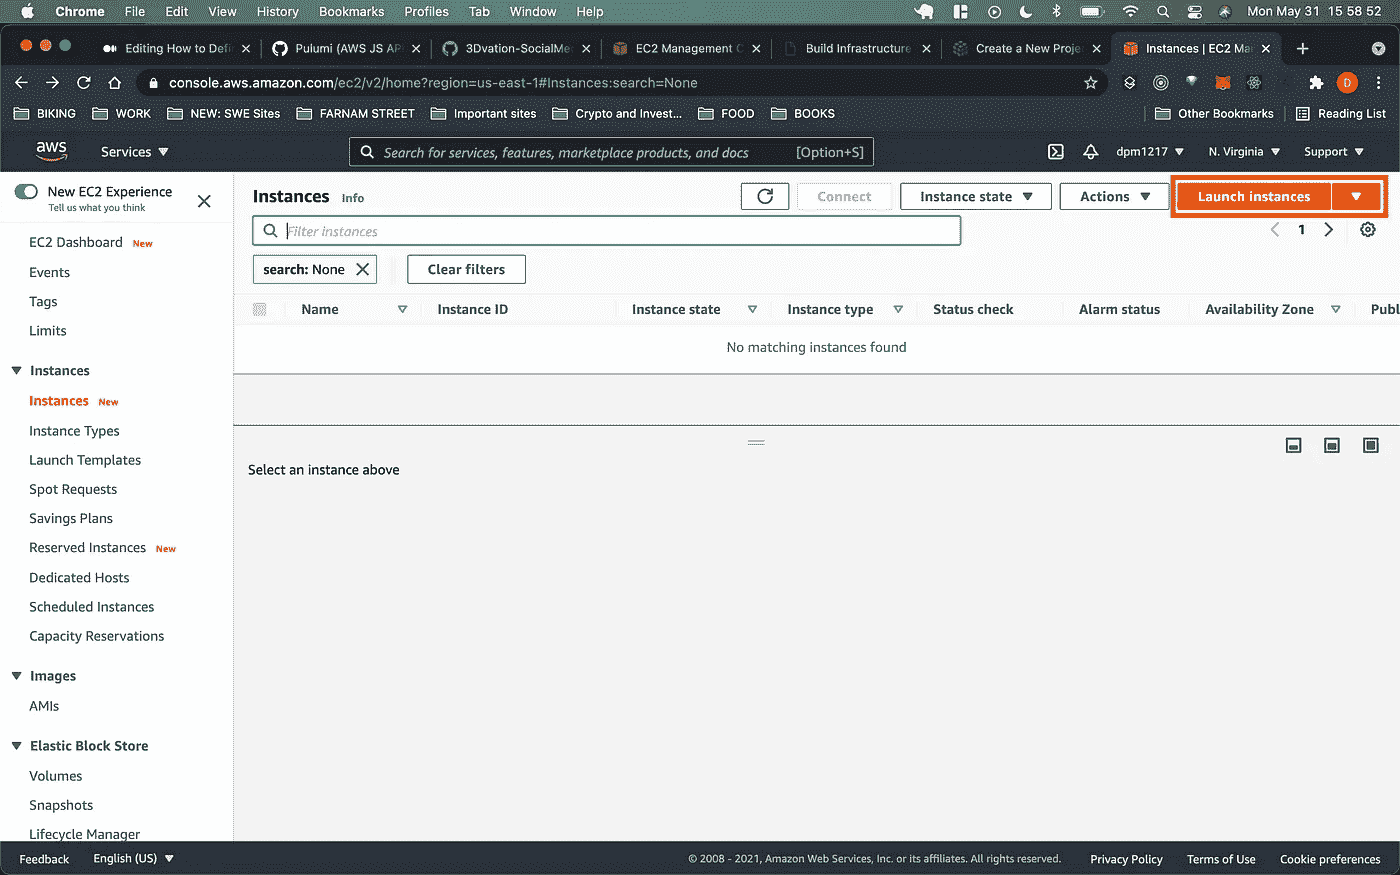 Chrome File Edit View History Bookmarks Profiles Tab Window Help Mon May 31 15 58 52
Editing How to Defi Pulumi (AWS JS AP 3Dvation-SocialMe EC2 Management C Build Infrastructure Create a New Proje Instances | EC2 Ma
console.aws.amazon.com/ec2/v2/home?region=us-east-1#Instances:search=None D
BIKING WORK NEW: SWE Sites FARNAM STREET Important sites Crypto and Invest... FOOD BOOKS Other Bookmarks Reading List
aws Services Search for services, features, marketplace products, and docs [Option+S] dpm1217 N. Virginia Support
New EC2 Experience
Tell us what you think
EC2 Dashboard New
Events
Tags
Limits
Instances
Instances New
Instance Types
Launch Templates
Spot Requests
Savings Plans
Reserved Instances New
Dedicated Hosts
Scheduled Instances
Capacity Reservations
Images
AMIs
Elastic Block Store
Volumes
Snapshots
Lifecycle Manager
Instances Info Connect Instance state Actions Launch instances
Filter instances 1
search: None Clear filters
Name Instance ID Instance state Instance type Status check Alarm status Availability Zone Publ
No matching instances found
Select an instance above
Feedback English (US) © 2008 - 2021, Amazon Web Services, Inc. or its affiliates. All rights reserved. Privacy Policy Terms of Use Cookie preferences